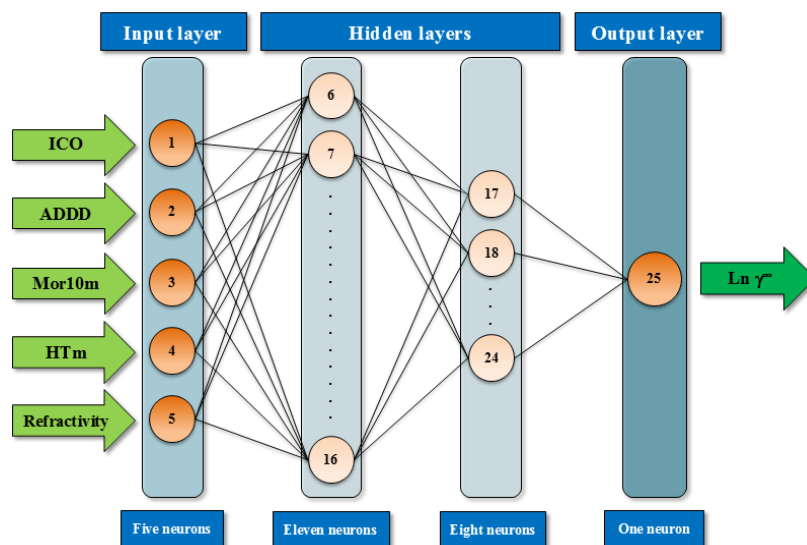 Input layer
Hidden layers
Output layer
ICO
ADDD
Mor10m
HTm
Refractivity
1
2
3
4
5
6
7
16
17
18
24
25
Ln γ∞
Five neurons
Eleven neurons
Eight neurons
One neuron